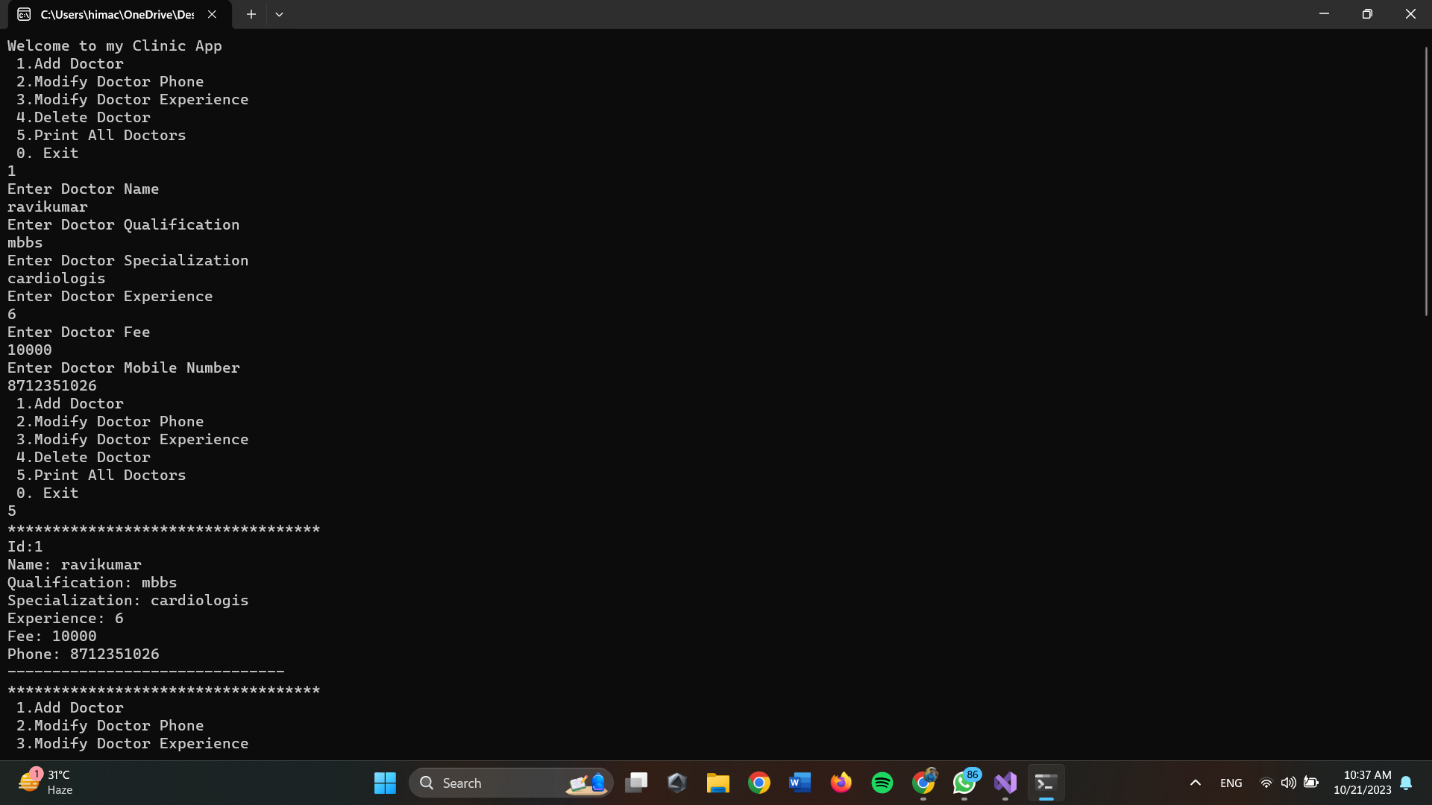 C:\Users\himac\OneDrive\Des
Welcome to my Clinic App
1.Add Doctor
2.Modify Doctor Phone
3.Modify Doctor Experience
4.Delete Doctor
5.Print All Doctors
0. Exit
1
Enter Doctor Name
ravikumar
Enter Doctor Qualification
mbbs
Enter Doctor Specialization
cardiologis
Enter Doctor Experience
6
Enter Doctor Fee
10000
Enter Doctor Mobile Number
8712351026
1.Add Doctor
2.Modify Doctor Phone
3.Modify Doctor Experience
4.Delete Doctor
5.Print All Doctors
0. Exit
5
***********************************
Id:1
Name: ravikumar
Qualification: mbbs
Specialization: cardiologis
Experience: 6
Fee: 10000
Phone: 8712351026
-------------------------------
***********************************
1.Add Doctor
2.Modify Doctor Phone
3.Modify Doctor Experience
1
31°C
Haze
Search
86
ENG
10:37 AM
10/21/2023